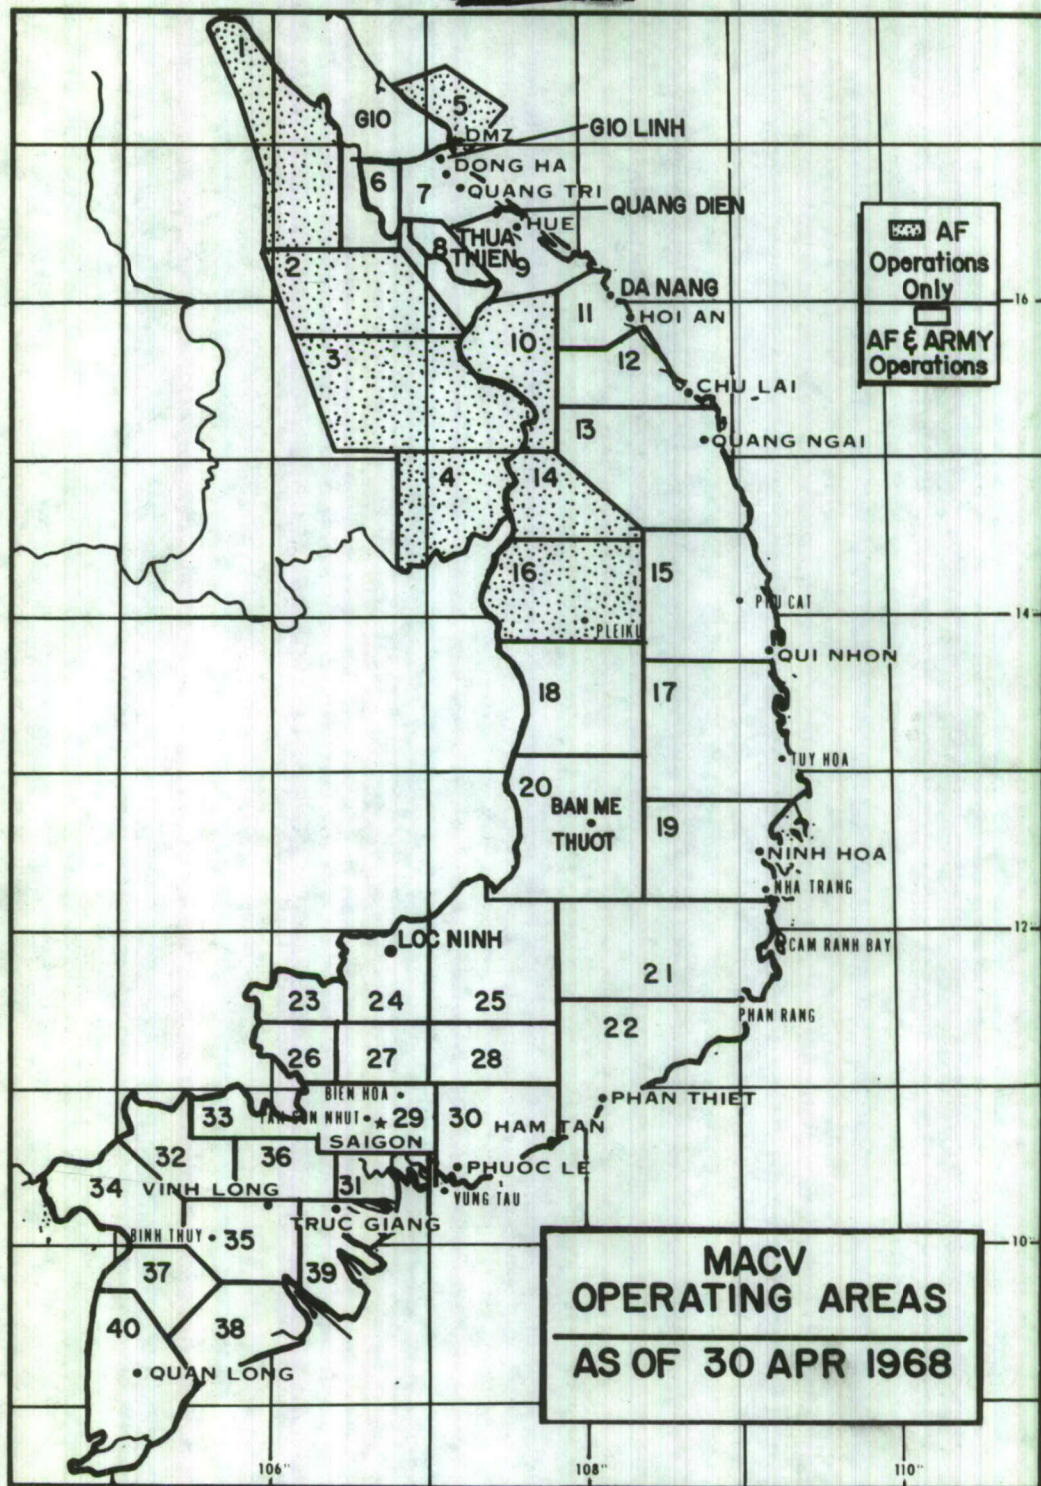 1
GIO
5
DMZ
GIO LINH
DONG HA
6
7
QUANG TRI
QUANG DIEN
HUE
THUA
THIEN
8
9
AF
Operations
Only
AF & ARMY
Operations
2
DA NANG
16
11
HOI AN
10
3
12
CHU LAI
13
QUANG NGAI
4
14
16
15
PHU CAT
14
PLEIKU
QUI NHON
18
17
TUY HOA
20
BAN ME
THUOT
19
NINH HOA
NHA TRANG
12
LOC NINH
CAM RANH BAY
21
23
24
25
PHAN RANG
22
26
27
28
BIEN HOA
PHAN THIET
33
TAN SON NHUT
29
30
HAM TAN
SAIGON
32
36
PHUOC LE
34
VINH LONG
31
VUNG TAU
TRUC GIANG
BINH THUY
35
10
37
39
MACV
OPERATING AREAS
AS OF 30 APR 1968
40
38
QUAN LONG
106"
108"
110"